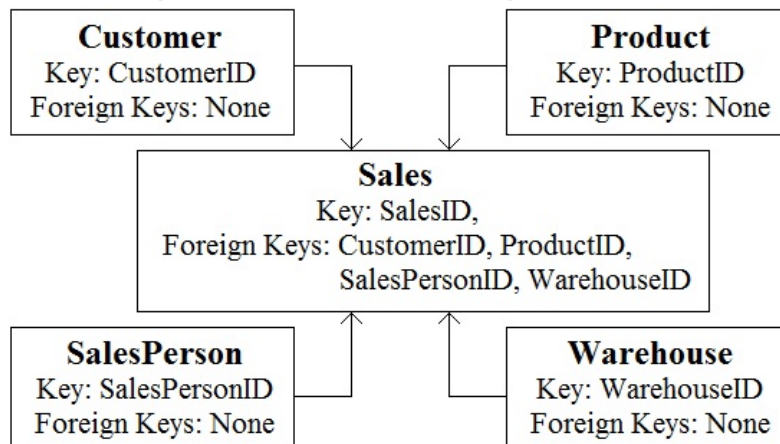 Customer
Key: CustomerID
Foreign Keys: None
Product
Key: ProductID
Foreign Keys: None
Sales
Key: SalesID,
Foreign Keys: CustomerID, ProductID,
SalesPersonID, WarehouseID
SalesPerson
Key: SalesPersonID
Foreign Keys: None
Warehouse
Key: WarehouseID
Foreign Keys: None